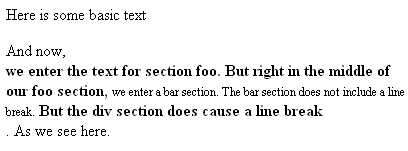 Here is some basic text
And now,
we enter the text for section foo. But right in the middle of
our foo section, we enter a bar section. The bar section does not include a line
break. But the div section does cause a line break
. As we see here.